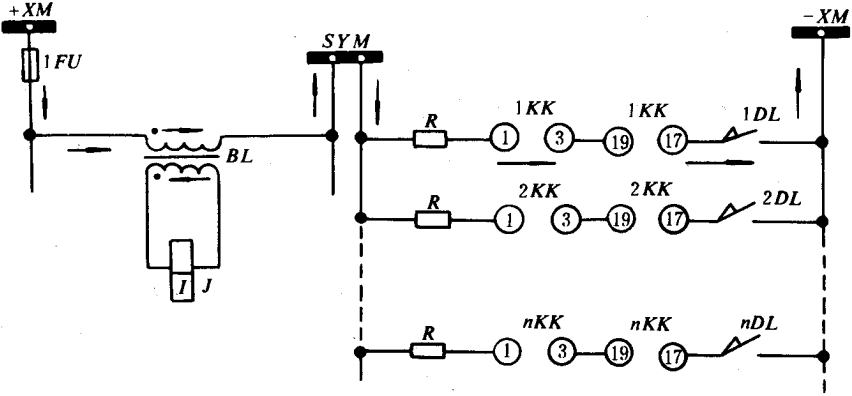 +XM
SYM
-XM
1FU
1KK 1KK 1DL
R 1 3 19 17
BL
2KK 2KK 2DL
R 1 3 19 17
I J
nKK nKK nDL
R 1 3 19 17